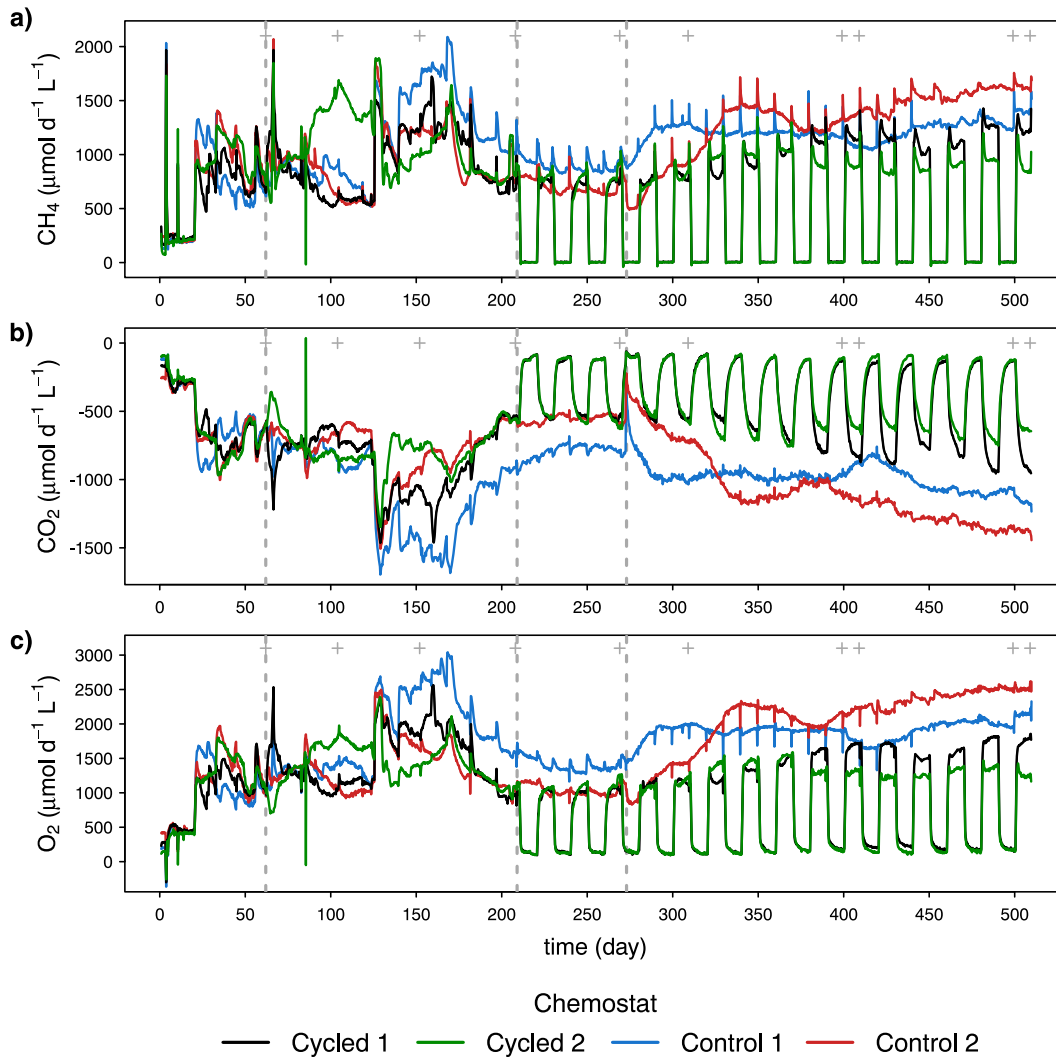 a)
CH₄ (μmol d⁻¹ L⁻¹)
2000
1500
1000
500
0
0 50 100 150 200 250 300 350 400 450 500
b)
CO₂ (μmol d⁻¹ L⁻¹)
0
-500
-1000
-1500
0 50 100 150 200 250 300 350 400 450 500
c)
O₂ (μmol d⁻¹ L⁻¹)
3000
2500
2000
1500
1000
500
0
0 50 100 150 200 250 300 350 400 450 500
time (day)
Chemostat
Cycled 1 Cycled 2 Control 1 Control 2